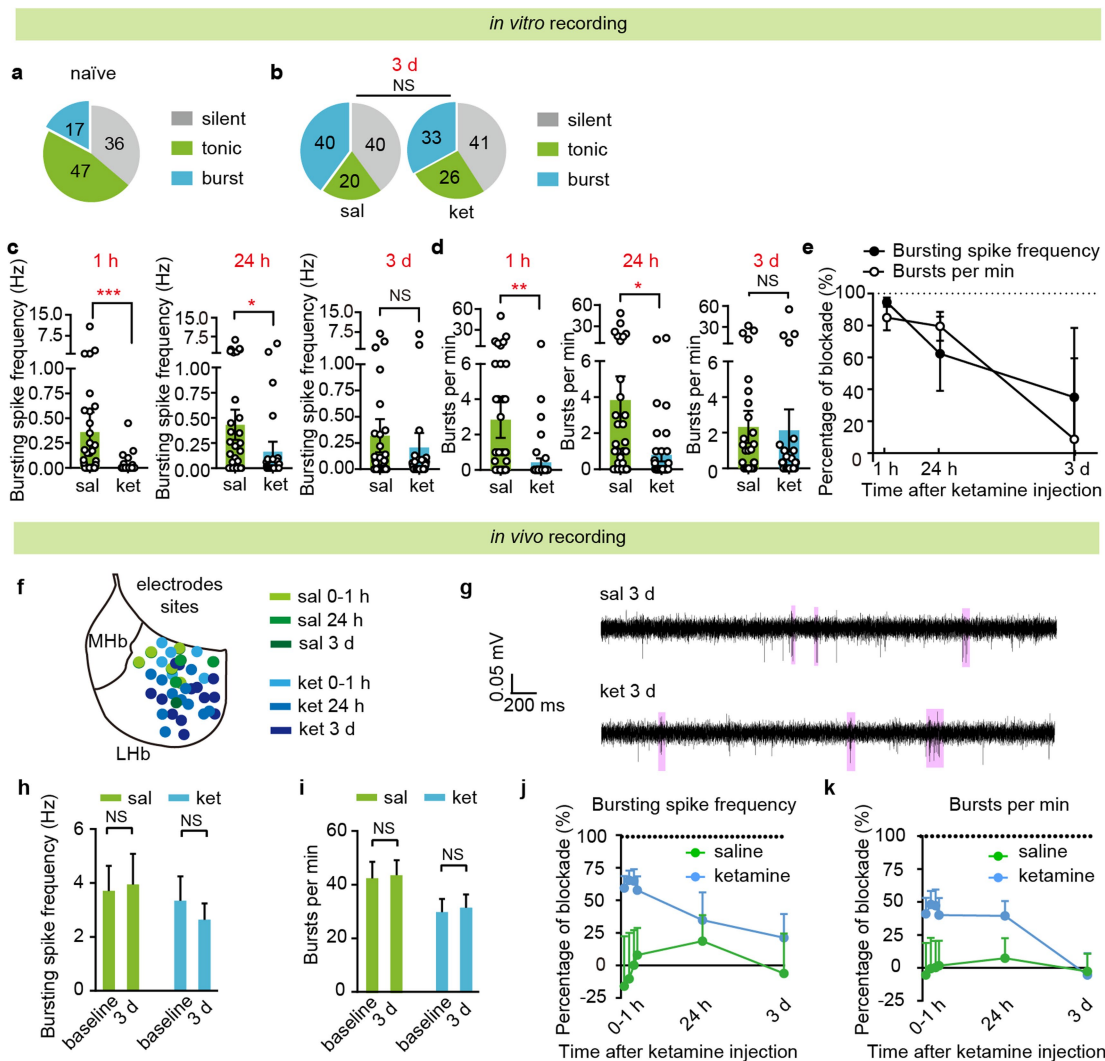 in vitro recording
a
naïve
17
36
47
silent
tonic
burst
b
3 d
NS
40
40
20
sal
33
41
26
ket
silent
tonic
burst
c
Bursting spike frequency (Hz)
1 h
***
15.0
7.5
1.00
0.75
0.50
0.25
0.00
sal ket
Bursting spike frequency (Hz)
24 h
*
15.0
7.5
1.00
0.75
0.50
0.25
0.00
sal ket
Bursting spike frequency (Hz)
3 d
NS
15.0
7.5
1.00
0.75
0.50
0.25
0.00
sal ket
d
Bursts per min
1 h
**
60
30
6
4
2
0
sal ket
Bursts per min
24 h
*
60
30
6
4
2
0
sal ket
Bursts per min
3 d
NS
60
30
6
4
2
0
sal ket
e
Bursting spike frequency
Bursts per min
Percentage of blockade (%)
100
80
60
40
20
0
1 h 24 h 3 d
Time after ketamine injection
in vivo recording
f
electrodes
sites
MHb
LHb
sal 0-1 h
sal 24 h
sal 3 d
ket 0-1 h
ket 24 h
ket 3 d
g
sal 3 d
0.05 mV
200 ms
ket 3 d
h
sal ket
NS NS
Bursting spike frequency (Hz)
6
4
2
0
baseline 3 d baseline 3 d
i
sal ket
NS NS
Bursts per min
60
40
20
0
baseline 3 d baseline 3 d
j
Bursting spike frequency
saline
ketamine
Percentage of blockade (%)
100
75
50
25
0
-25
0-1 h 24 h 3 d
Time after ketamine injection
k
Bursts per min
saline
ketamine
Percentage of blockade (%)
100
75
50
25
0
-25
0-1 h 24 h 3 d
Time after ketamine injection